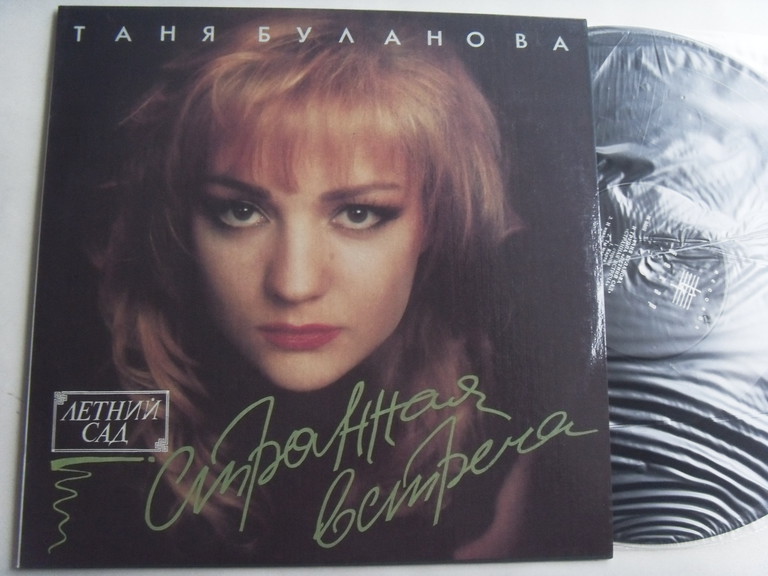 ТАНЯ БУЛАНОВА
ЛЕТНИЙ
САД
Странная
встреча